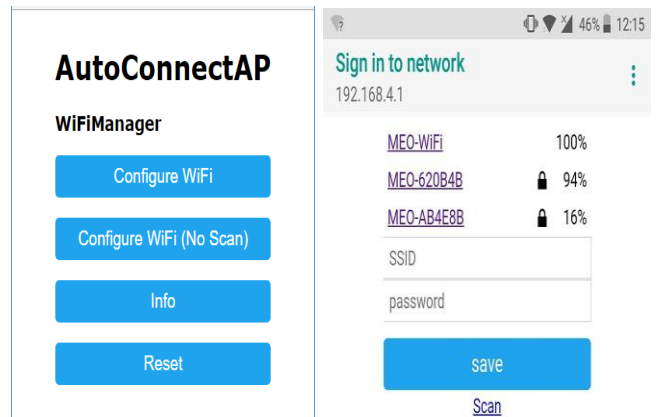 AutoConnectAP
WiFiManager
Configure WiFi
Configure WiFi (No Scan)
Info
Reset
46% 12:15
Sign in to network
192.168.4.1
MEO-WiFi 100%
MEO-620B4B 94%
MEO-AB4E8B 16%
SSID
password
save
Scan